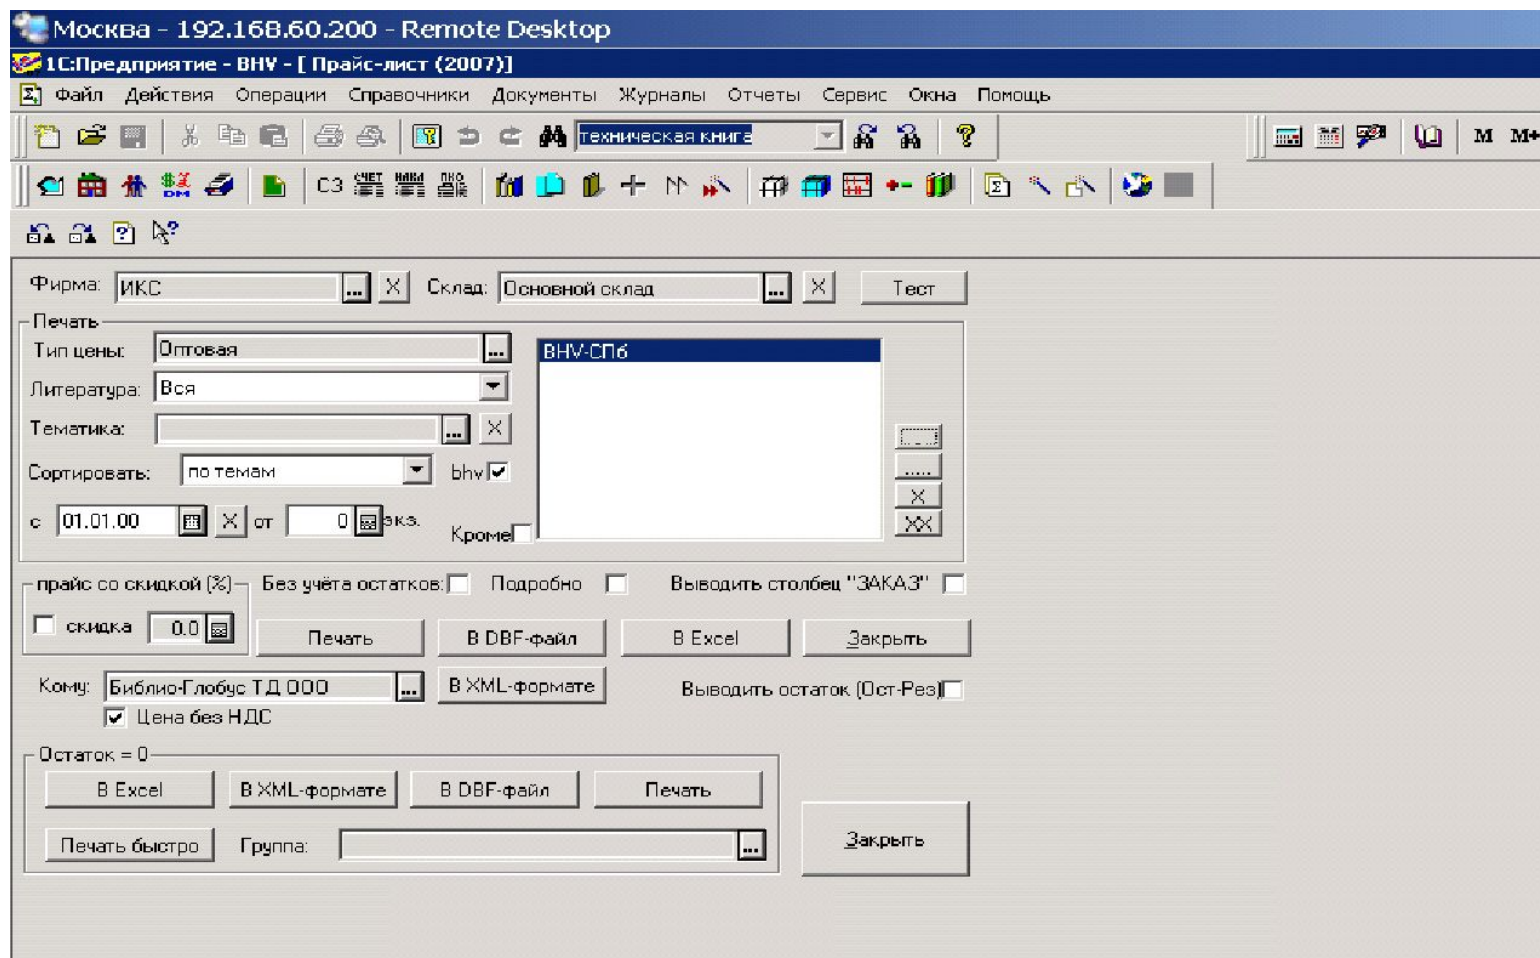 Москва - 192.168.60.200 - Remote Desktop
1С:Предприятие - BHV - [ Прайс-лист (2007)]
Файл Действия Операции Справочники Документы Журналы Отчеты Сервис Окна Помощь
техническая книга M M+
СЗ СЧЕТ НАКЛ ПКО
Фирма: ИКС ... X Склад: Основной склад ... X Тест
Печать
Тип цены: Оптовая ... BHV-СПб
Литература: Вся
Тематика: ... X
Сортировать: по темам bhv
.....
X
с 01.01.00 X от 0 экз. XX
Кроме
прайс со скидкой (%) Без учёта остатков: Подробно Выводить столбец "ЗАКАЗ"
скидка 0.0 Печать В DBF-файл В Excel Закрыть
Кому: Библио-Глобус ТД ООО ... В XML-формате Выводить остаток (Ост-Рез)
Цена без НДС
Остаток = 0
В Excel В XML-формате В DBF-файл Печать
Печать быстро Группа: ... Закрыть